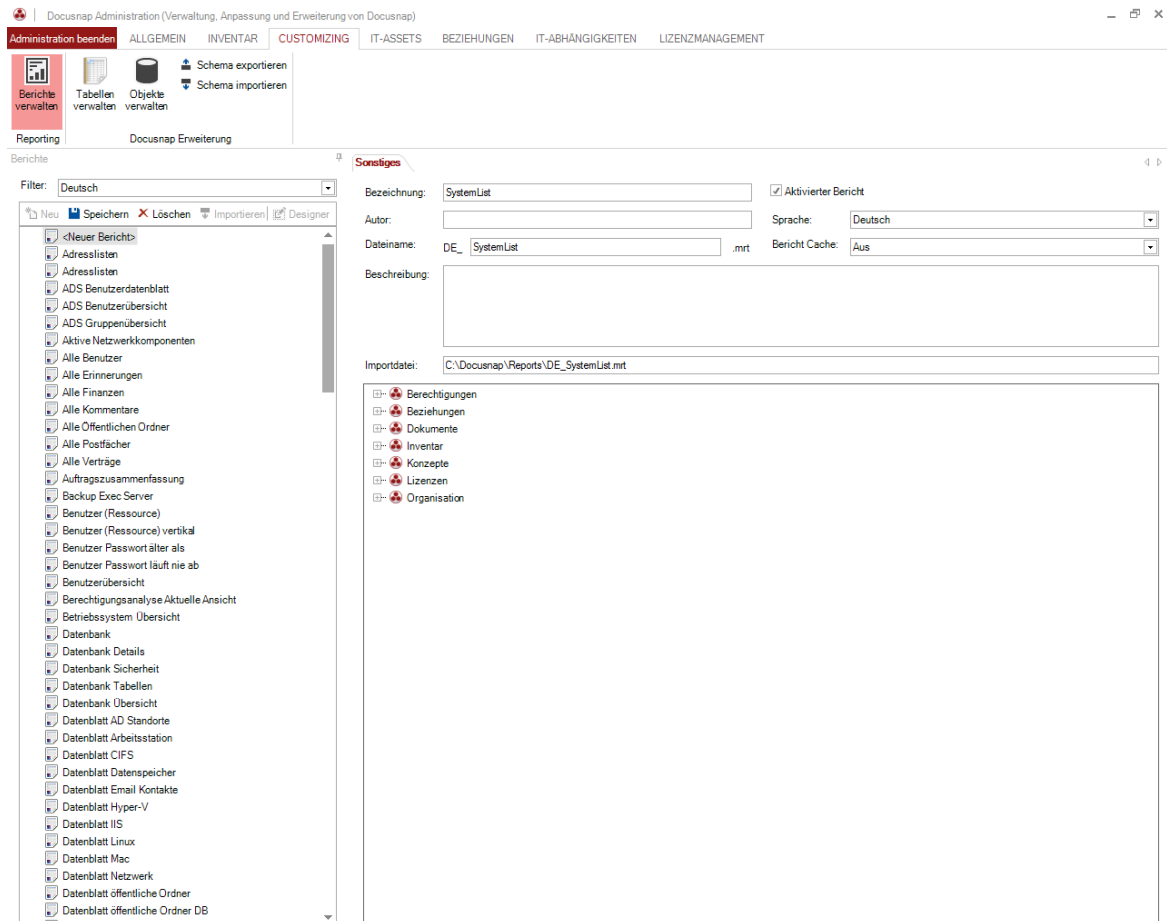 Docusnap Administration (Verwaltung, Anpassung und Erweiterung von Docusnap)
Administration beenden ALLGEMEIN INVENTAR CUSTOMIZING IT-ASSETS BEZIEHUNGEN IT-ABHÄNGIGKEITEN LIZENZMANAGEMENT
Berichte verwalten
Tabellen verwalten
Objekte verwalten
Schema exportieren
Schema importieren
Reporting
Docusnap Erweiterung
Berichte
Filter: Deutsch
Neu Speichern Löschen Importieren Designer
<Neuer Bericht>
Adresslisten
Adresslisten
ADS Benutzerdatenblatt
ADS Benutzerübersicht
ADS Gruppenübersicht
Aktive Netzwerkkomponenten
Alle Benutzer
Alle Erinnerungen
Alle Finanzen
Alle Kommentare
Alle Öffentlichen Ordner
Alle Postfächer
Alle Verträge
Auftragszusammenfassung
Backup Exec Server
Benutzer (Ressource)
Benutzer (Ressource) vertikal
Benutzer Passwort älter als
Benutzer Passwort läuft nie ab
Benutzerübersicht
Berechtigungsanalyse Aktuelle Ansicht
Betriebssystem Übersicht
Datenbank
Datenbank Details
Datenbank Sicherheit
Datenbank Tabellen
Datenbank Übersicht
Datenblatt AD Standorte
Datenblatt Arbeitsstation
Datenblatt CIFS
Datenblatt Datenspeicher
Datenblatt Email Kontakte
Datenblatt Hyper-V
Datenblatt IIS
Datenblatt Linux
Datenblatt Mac
Datenblatt Netzwerk
Datenblatt öffentliche Ordner
Datenblatt öffentliche Ordner DB
Sonstiges
Bezeichnung: SystemList
Aktivierter Bericht
Autor:
Sprache: Deutsch
Dateiname: DE_ SystemList .mrt
Bericht Cache: Aus
Beschreibung:
Importdatei: C:\Docusnap\Reports\DE_SystemList.mrt
Berechtigungen
Beziehungen
Dokumente
Inventar
Konzepte
Lizenzen
Organisation